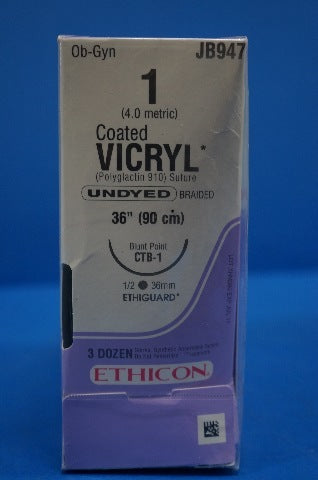 Ob-Gyn JB947
1
(4.0 metric)
Coated
VICRYL*
(Polyglactin 910) Suture
UNDYED BRAIDED
36" (90 cm)
Blunt Point
CTB-1
1/2 36mm
ETHIGUARD*
3 DOZEN
ETHICON